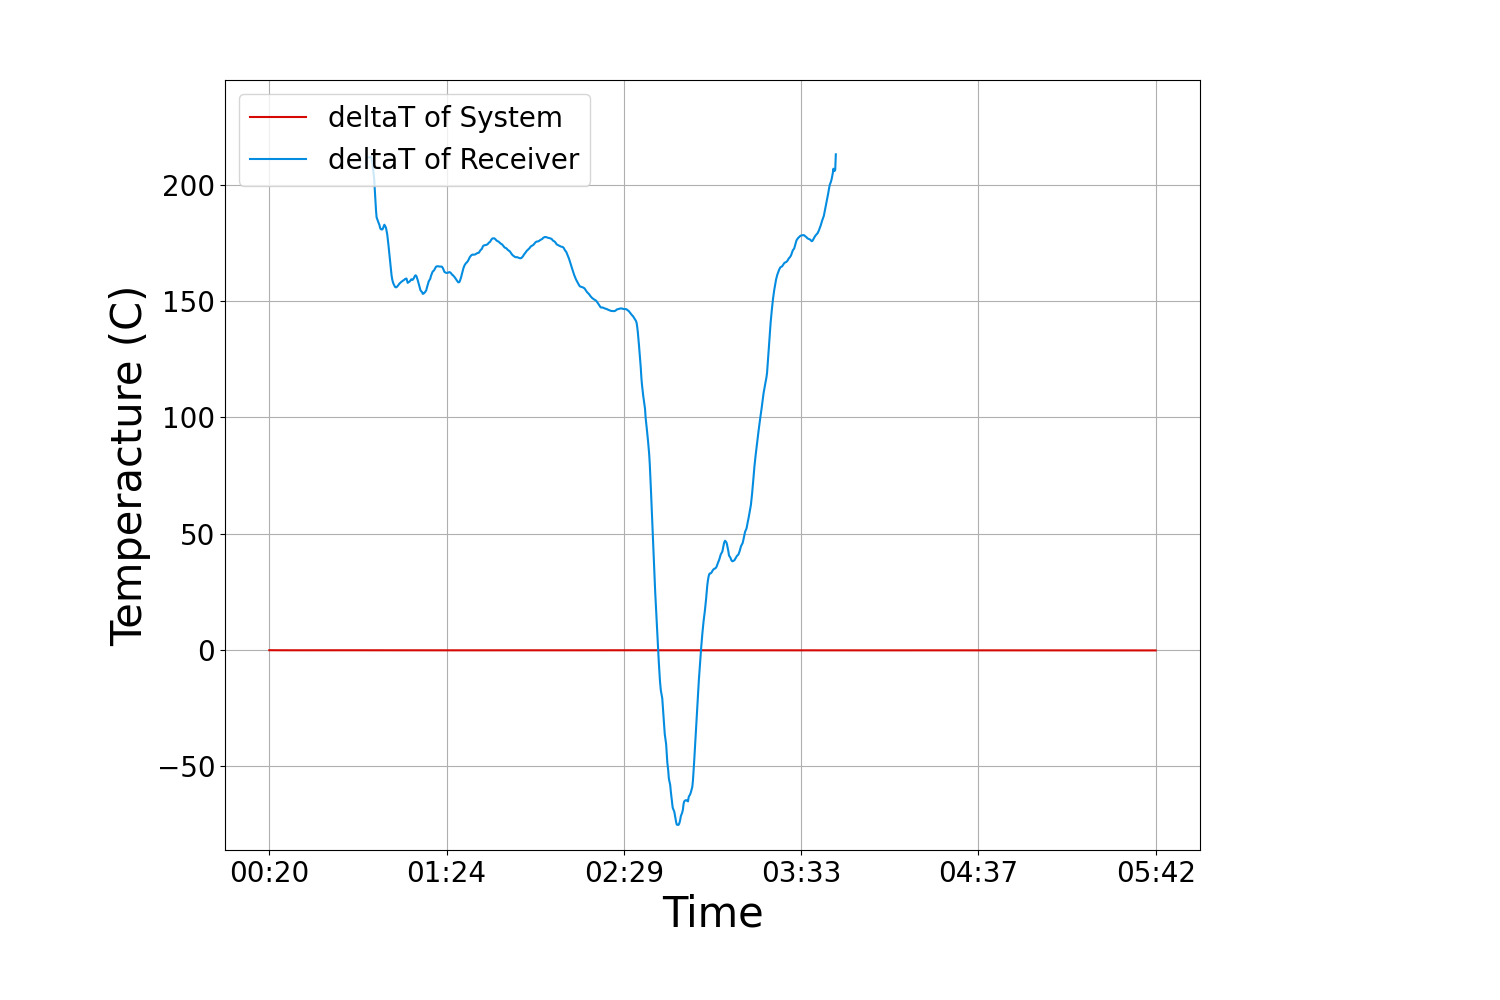 deltaT of System
deltaT of Receiver
Temperacture (C)
200
150
100
50
0
−50
00:20 01:24 02:29 03:33 04:37 05:42
Time